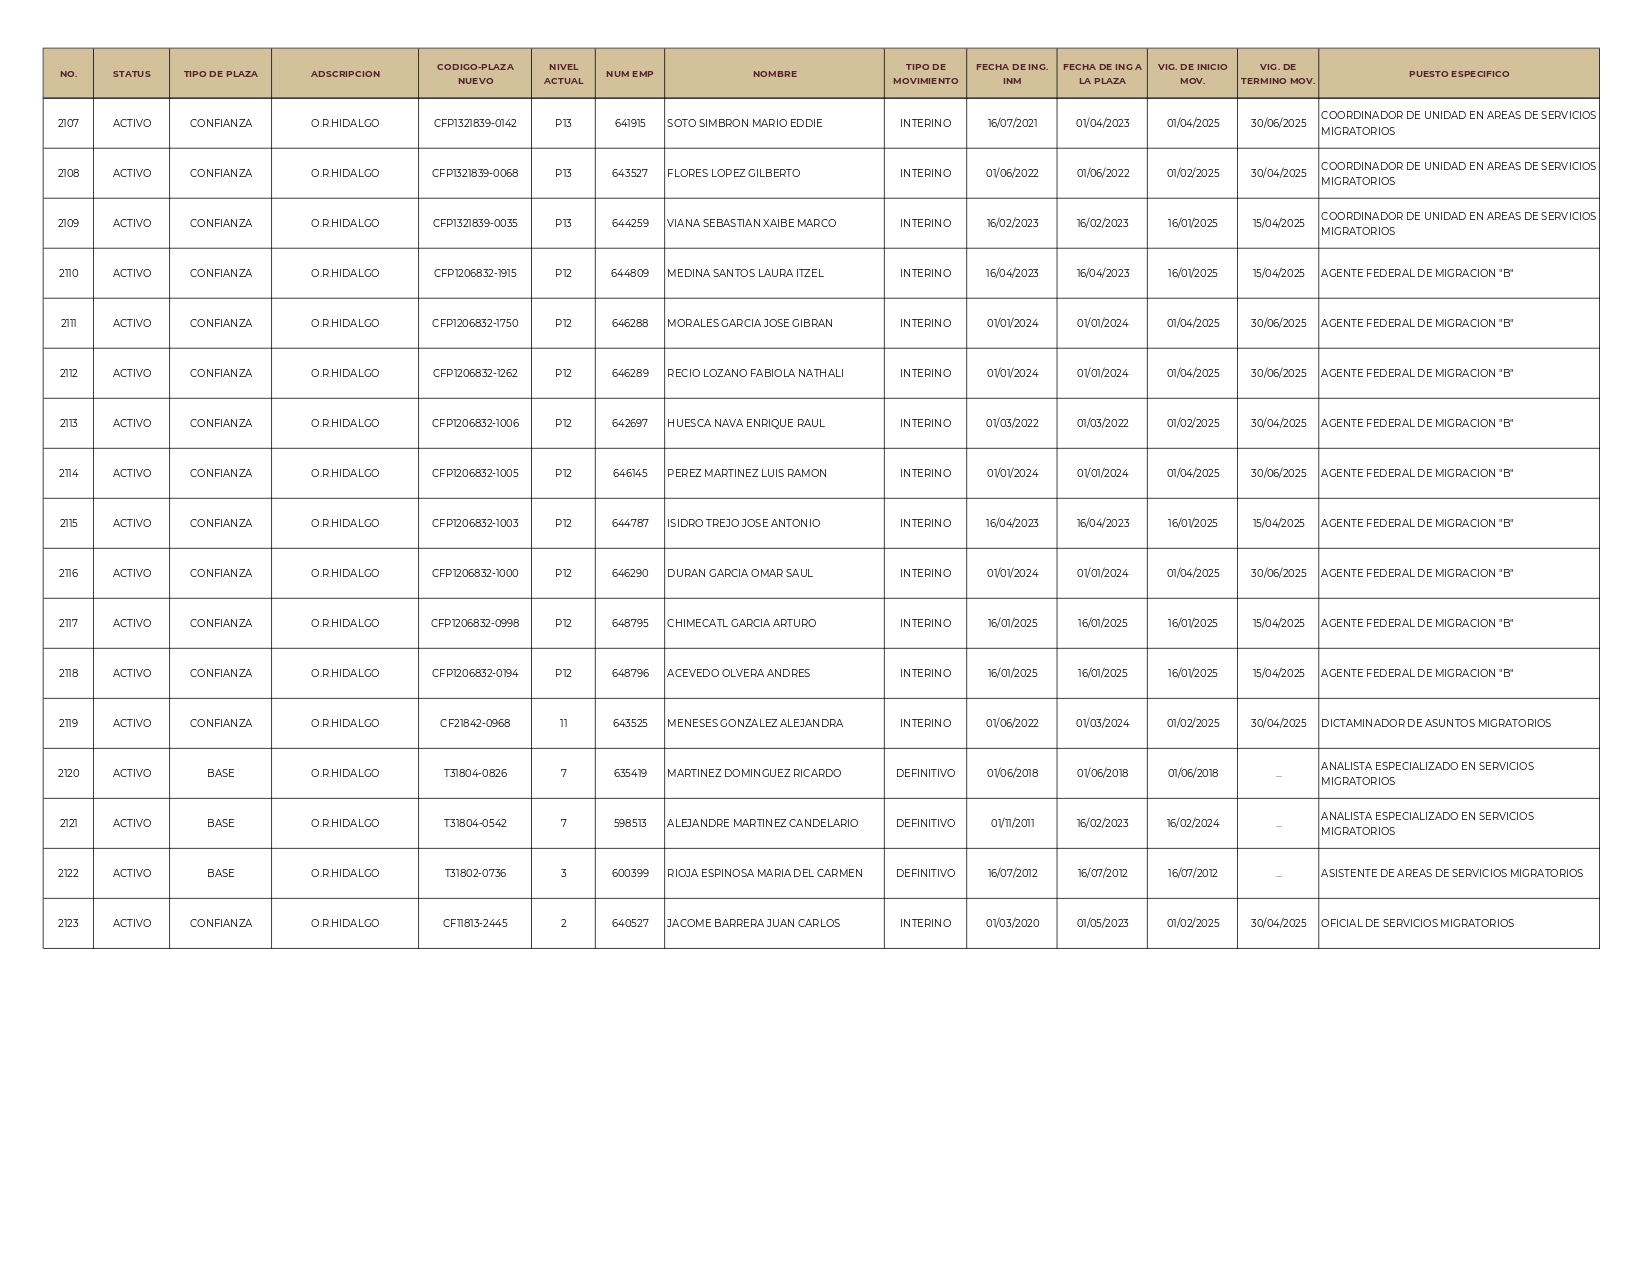 NO. STATUS TIPO DE PLAZA ADSCRIPCION CODIGO-PLAZA NUEVO NIVEL ACTUAL NUM EMP NOMBRE TIPO DE MOVIMIENTO FECHA DE ING. INM FECHA DE ING A LA PLAZA VIG. DE INICIO MOV. VIG. DE TERMINO MOV. PUESTO ESPECIFICO
2107 ACTIVO CONFIANZA O.R.HIDALGO CFP1321839-0142 P13 641915 SOTO SIMBRON MARIO EDDIE INTERINO 16/07/2021 01/04/2023 01/04/2025 30/06/2025 COORDINADOR DE UNIDAD EN AREAS DE SERVICIOS MIGRATORIOS
2108 ACTIVO CONFIANZA O.R.HIDALGO CFP1321839-0068 P13 643527 FLORES LOPEZ GILBERTO INTERINO 01/06/2022 01/06/2022 01/02/2025 30/04/2025 COORDINADOR DE UNIDAD EN AREAS DE SERVICIOS MIGRATORIOS
2109 ACTIVO CONFIANZA O.R.HIDALGO CFP1321839-0035 P13 644259 VIANA SEBASTIAN XAIBE MARCO INTERINO 16/02/2023 16/02/2023 16/01/2025 15/04/2025 COORDINADOR DE UNIDAD EN AREAS DE SERVICIOS MIGRATORIOS
2110 ACTIVO CONFIANZA O.R.HIDALGO CFP1206832-1915 P12 644809 MEDINA SANTOS LAURA ITZEL INTERINO 16/04/2023 16/04/2023 16/01/2025 15/04/2025 AGENTE FEDERAL DE MIGRACION "B"
2111 ACTIVO CONFIANZA O.R.HIDALGO CFP1206832-1750 P12 646288 MORALES GARCIA JOSE GIBRAN INTERINO 01/01/2024 01/01/2024 01/04/2025 30/06/2025 AGENTE FEDERAL DE MIGRACION "B"
2112 ACTIVO CONFIANZA O.R.HIDALGO CFP1206832-1262 P12 646289 RECIO LOZANO FABIOLA NATHALI INTERINO 01/01/2024 01/01/2024 01/04/2025 30/06/2025 AGENTE FEDERAL DE MIGRACION "B"
2113 ACTIVO CONFIANZA O.R.HIDALGO CFP1206832-1006 P12 642697 HUESCA NAVA ENRIQUE RAUL INTERINO 01/03/2022 01/03/2022 01/02/2025 30/04/2025 AGENTE FEDERAL DE MIGRACION "B"
2114 ACTIVO CONFIANZA O.R.HIDALGO CFP1206832-1005 P12 646145 PEREZ MARTINEZ LUIS RAMON INTERINO 01/01/2024 01/01/2024 01/04/2025 30/06/2025 AGENTE FEDERAL DE MIGRACION "B"
2115 ACTIVO CONFIANZA O.R.HIDALGO CFP1206832-1003 P12 644787 ISIDRO TREJO JOSE ANTONIO INTERINO 16/04/2023 16/04/2023 16/01/2025 15/04/2025 AGENTE FEDERAL DE MIGRACION "B"
2116 ACTIVO CONFIANZA O.R.HIDALGO CFP1206832-1000 P12 646290 DURAN GARCIA OMAR SAUL INTERINO 01/01/2024 01/01/2024 01/04/2025 30/06/2025 AGENTE FEDERAL DE MIGRACION "B"
2117 ACTIVO CONFIANZA O.R.HIDALGO CFP1206832-0998 P12 648795 CHIMECATL GARCIA ARTURO INTERINO 16/01/2025 16/01/2025 16/01/2025 15/04/2025 AGENTE FEDERAL DE MIGRACION "B"
2118 ACTIVO CONFIANZA O.R.HIDALGO CFP1206832-0194 P12 648796 ACEVEDO OLVERA ANDRES INTERINO 16/01/2025 16/01/2025 16/01/2025 15/04/2025 AGENTE FEDERAL DE MIGRACION "B"
2119 ACTIVO CONFIANZA O.R.HIDALGO CF21842-0968 11 643525 MENESES GONZALEZ ALEJANDRA INTERINO 01/06/2022 01/03/2024 01/02/2025 30/04/2025 DICTAMINADOR DE ASUNTOS MIGRATORIOS
2120 ACTIVO BASE O.R.HIDALGO T31804-0826 7 635419 MARTINEZ DOMINGUEZ RICARDO DEFINITIVO 01/06/2018 01/06/2018 01/06/2018 ... ANALISTA ESPECIALIZADO EN SERVICIOS MIGRATORIOS
2121 ACTIVO BASE O.R.HIDALGO T31804-0542 7 598513 ALEJANDRE MARTINEZ CANDELARIO DEFINITIVO 01/11/2011 16/02/2023 16/02/2024 ... ANALISTA ESPECIALIZADO EN SERVICIOS MIGRATORIOS
2122 ACTIVO BASE O.R.HIDALGO T31802-0736 3 600399 RIOJA ESPINOSA MARIA DEL CARMEN DEFINITIVO 16/07/2012 16/07/2012 16/07/2012 ... ASISTENTE DE AREAS DE SERVICIOS MIGRATORIOS
2123 ACTIVO CONFIANZA O.R.HIDALGO CF11813-2445 2 640527 JACOME BARRERA JUAN CARLOS INTERINO 01/03/2020 01/05/2023 01/02/2025 30/04/2025 OFICIAL DE SERVICIOS MIGRATORIOS